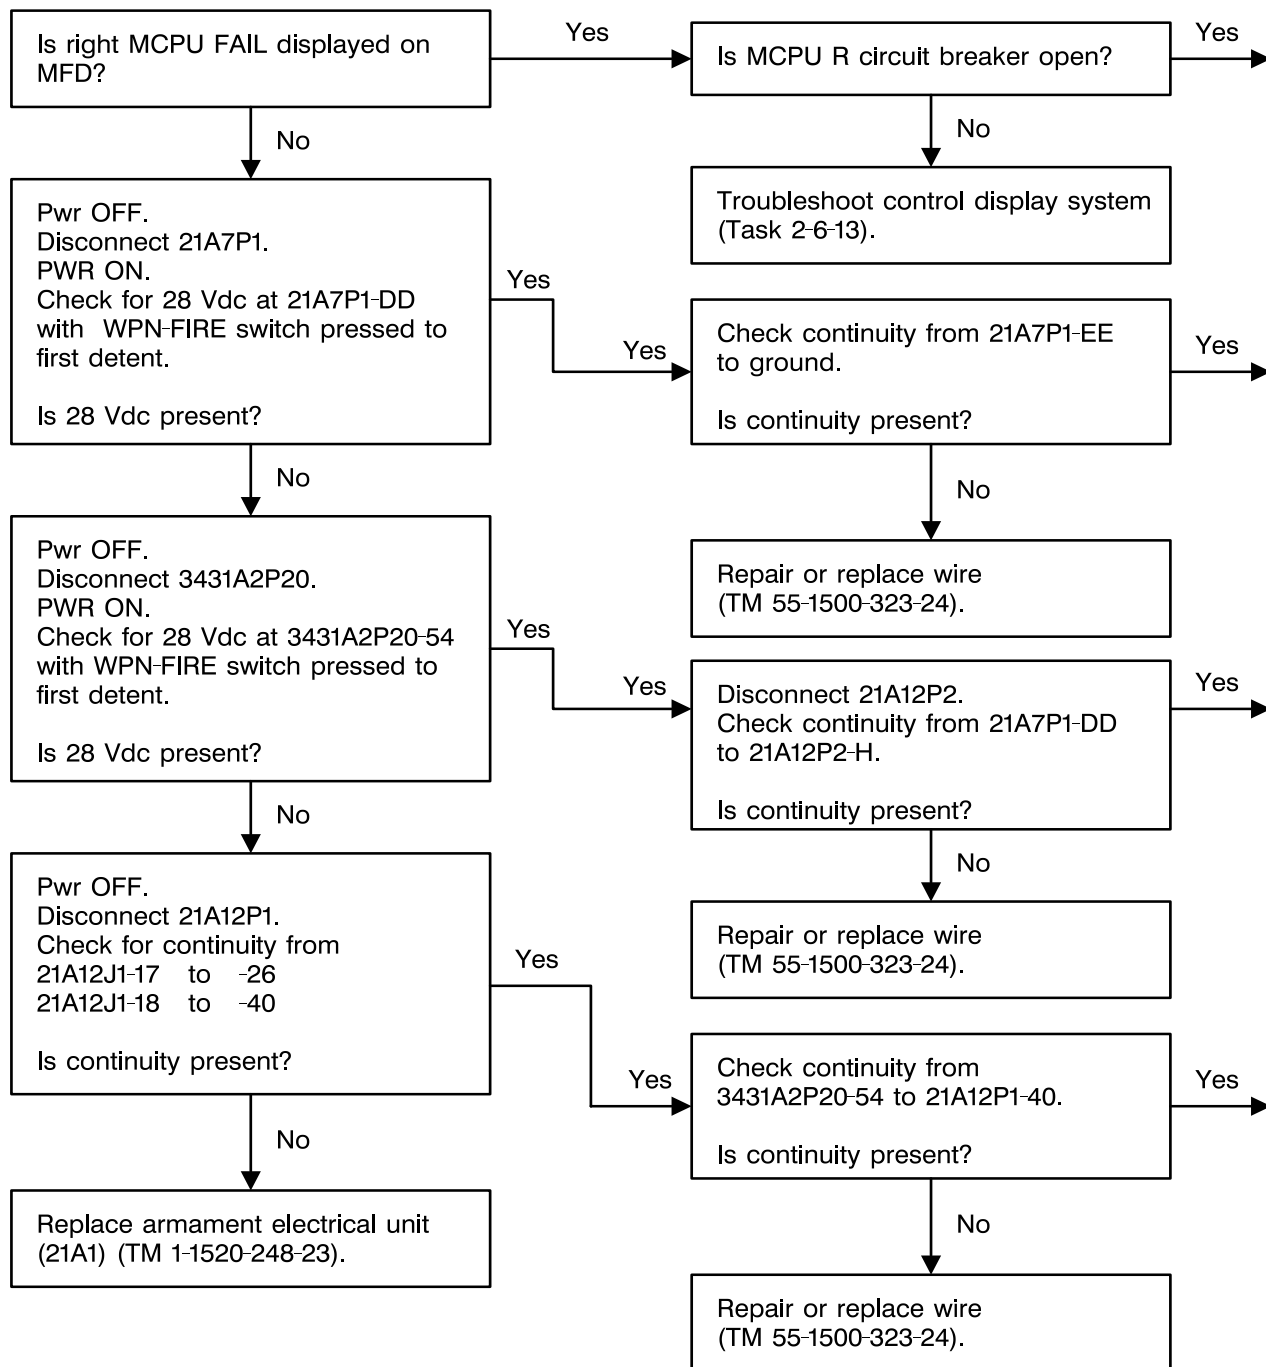 Is right MCPU FAIL displayed on
MFD?
Yes
Is MCPU R circuit breaker open?
Yes
No
No
Troubleshoot control display system
(Task 2-6-13).
Pwr OFF.
Disconnect 21A7P1.
PWR ON.
Check for 28 Vdc at 21A7P1-DD
with WPN-FIRE switch pressed to
first detent.
Is 28 Vdc present?
Yes
Yes
Check continuity from 21A7P1-EE
to ground.
Is continuity present?
Yes
No
No
Repair or replace wire
(TM 55-1500-323-24).
Pwr OFF.
Disconnect 3431A2P20.
PWR ON.
Check for 28 Vdc at 3431A2P20-54
with WPN-FIRE switch pressed to
first detent.
Is 28 Vdc present?
Yes
Yes
Disconnect 21A12P2.
Check continuity from 21A7P1-DD
to 21A12P2-H.
Is continuity present?
Yes
No
No
Repair or replace wire
(TM 55-1500-323-24).
Pwr OFF.
Disconnect 21A12P1.
Check for continuity from
21A12J1-17 to -26
21A12J1-18 to -40
Is continuity present?
Yes
Yes
Check continuity from
3431A2P20-54 to 21A12P1-40.
Is continuity present?
Yes
No
No
Replace armament electrical unit
(21A1) (TM 1-1520-248-23).
Repair or replace wire
(TM 55-1500-323-24).